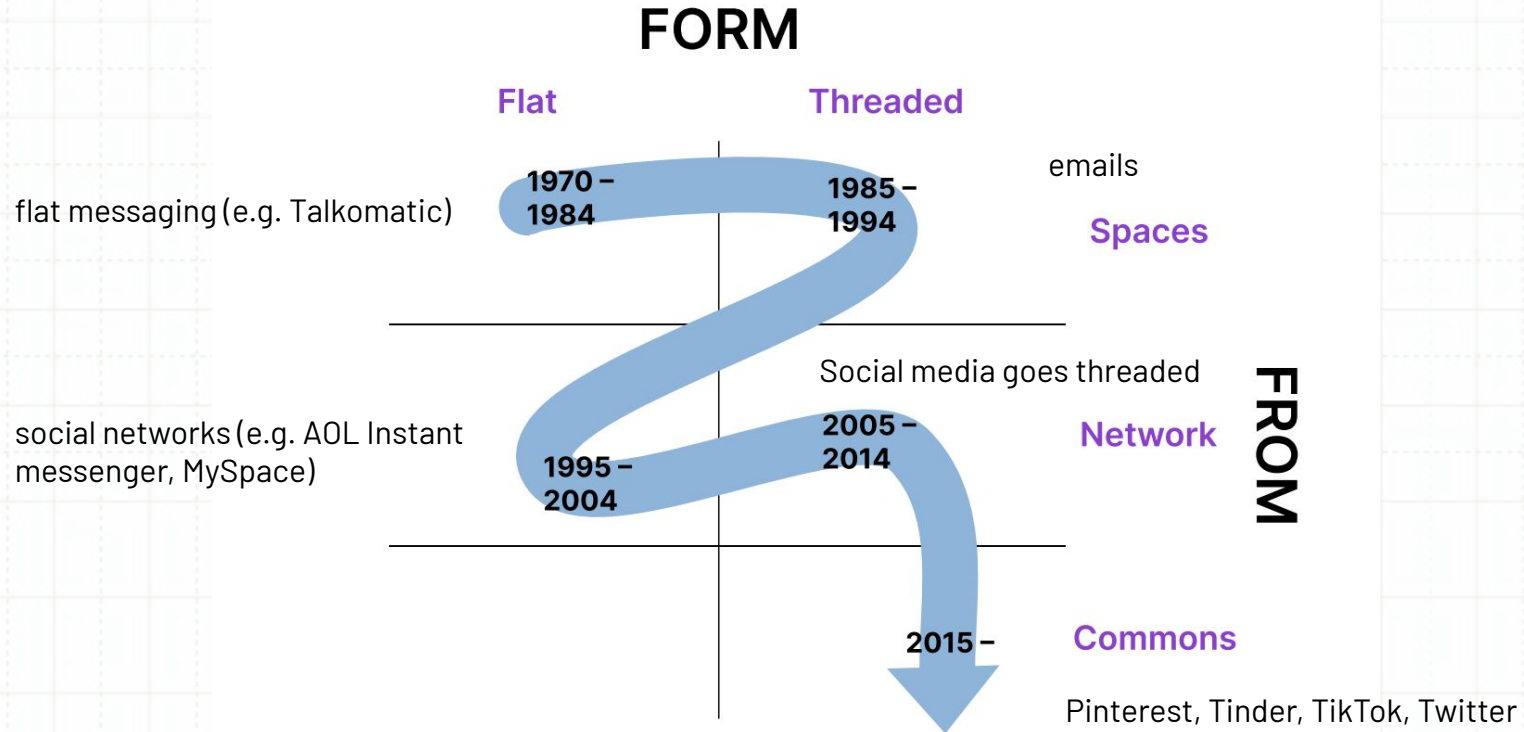 FORM
Flat
Threaded
emails
1970 –
1984
1985 –
1994
flat messaging (e.g. Talkomatic)
Spaces
Social media goes threaded
FROM
social networks (e.g. AOL Instant
messenger, MySpace)
1995 –
2004
2005 –
2014
Network
2015 –
Commons
Pinterest, Tinder, TikTok, Twitter